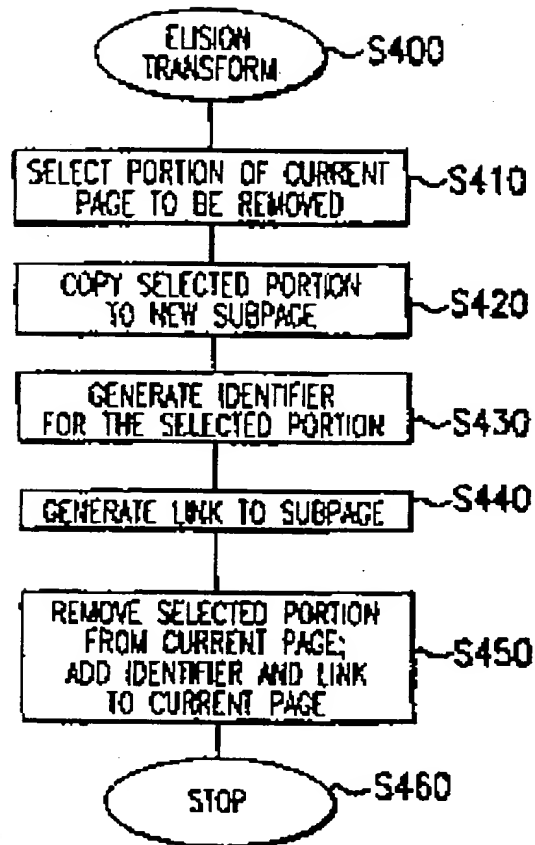 ELISION
TRANSFORM
S400
SELECT PORTION OF CURRENT
PAGE TO BE REMOVED
S410
COPY SELECTED PORTION
TO NEW SUBPAGE
S420
GENERATE IDENTIFIER
FOR THE SELECTED PORTION
S430
GENERATE LINK TO SUBPAGE
S440
REMOVE SELECTED PORTION
FROM CURRENT PAGE;
ADD IDENTIFIER AND LINK
TO CURRENT PAGE
S450
STOP
S460